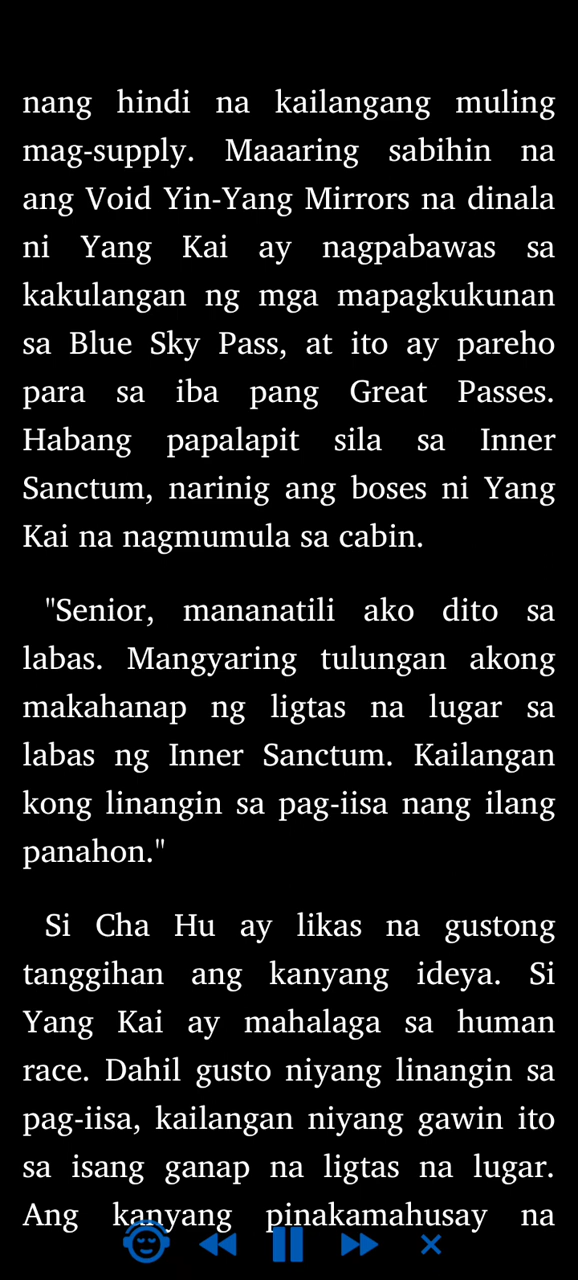 nang hindi na kailangang muling
mag-supply. Maaaring sabihin na
ang Void Yin-Yang Mirrors na dinala
ni Yang Kai ay nagpabawas sa
kakulangan ng mga mapagkukunan
sa Blue Sky Pass, at ito ay pareho
para sa iba pang Great Passes.
Habang papalapit sila sa Inner
Sanctum, narinig ang boses ni Yang
Kai na nagmumula sa cabin.
"Senior, mananatili ako dito sa
labas. Mangyaring tulungan akong
makahanap ng ligtas na lugar sa
labas ng Inner Sanctum. Kailangan
kong linangin sa pag-iisa nang ilang
panahon."
Si Cha Hu ay likas na gustong
tanggihan ang kanyang ideya. Si
Yang Kai ay mahalaga sa human
race. Dahil gusto niyang linangin sa
pag-iisa, kailangan niyang gawin ito
sa isang ganap na ligtas na lugar.
Ang kanyang pinakamahusay na